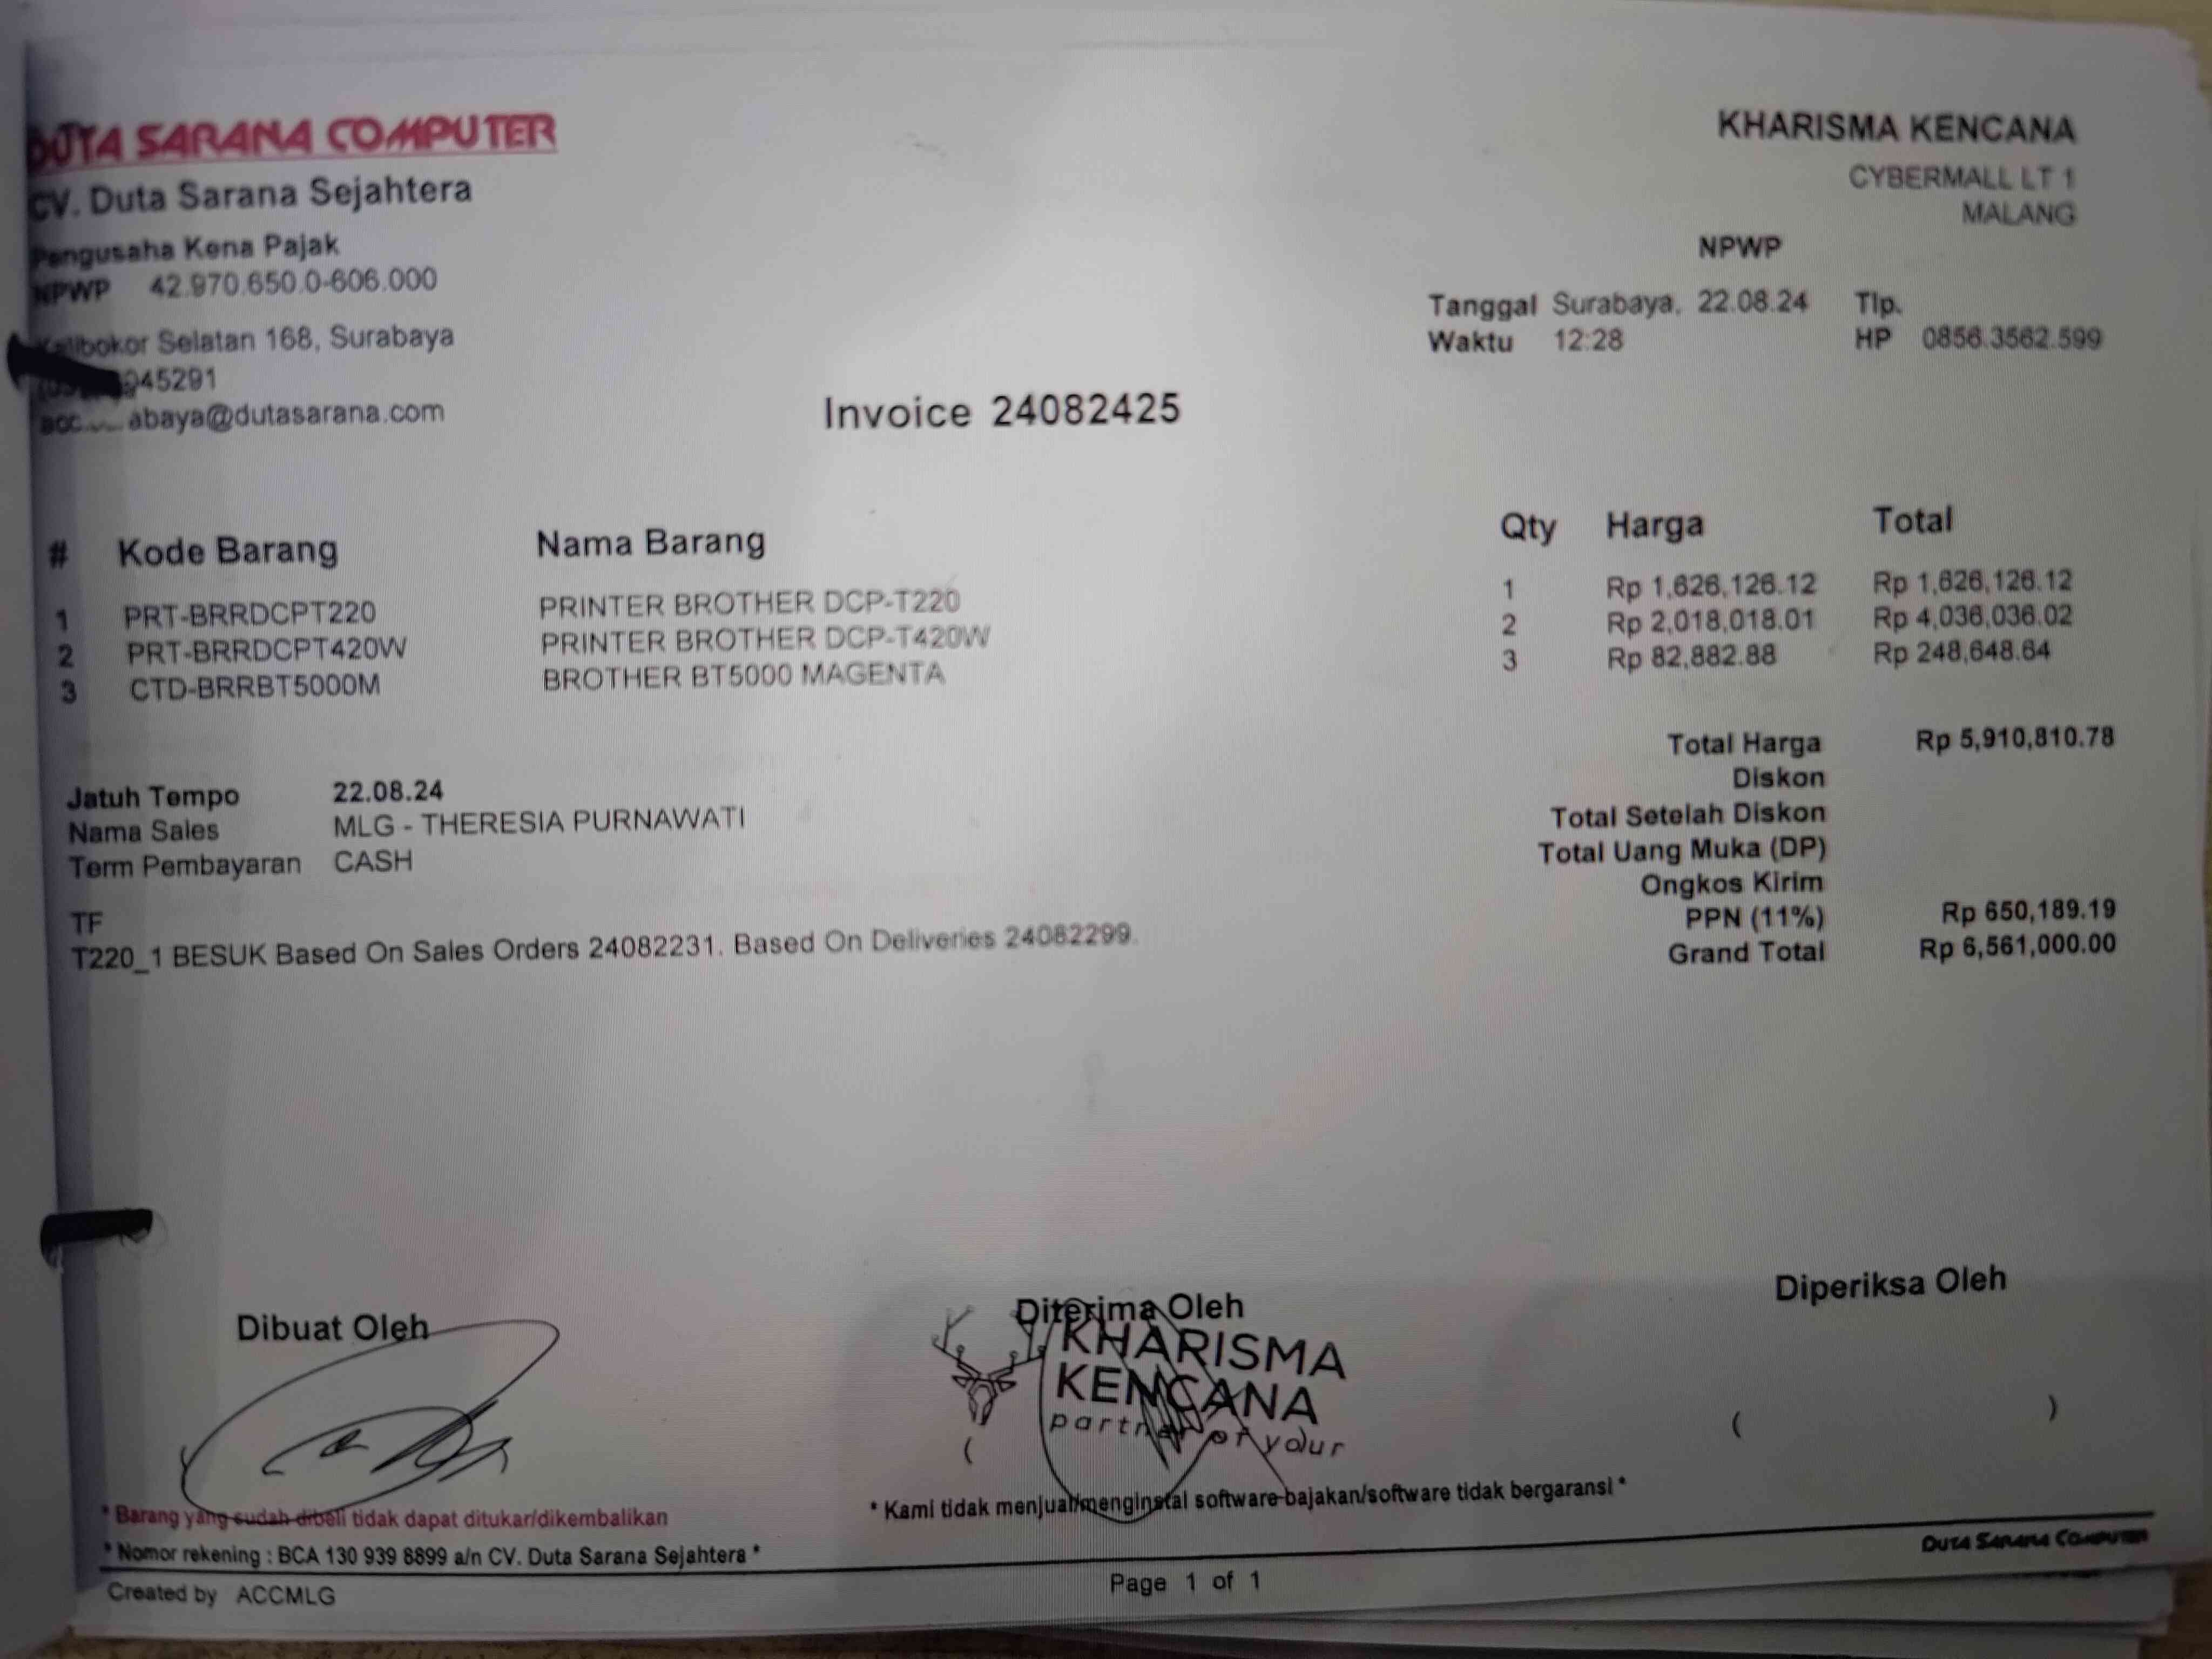 DUTA SARANA COMPUTER
CV. Duta Sarana Sejahtera
Pengusaha Kena Pajak
NPWP 42.970.650.0-606.000
Selatan 168, Surabaya
945291
abaya@dutasarana.com
KHARISMA KENCANA
CYBERMALL LT 1
MALANG
NPWP
Tanggal Surabaya, 22.08.24 Tlp.
Waktu 12:28 HP 0856.3562.599
Invoice 24082425
# Kode Barang Nama Barang Qty Harga Total
1 PRT-BRRDCPT220 PRINTER BROTHER DCP-T220 1 Rp 1,626,126.12 Rp 1,626,126.12
2 PRT-BRRDCPT420W PRINTER BROTHER DCP-T420W 2 Rp 2,018,018.01 Rp 4,036,036.02
3 CTD-BRRBT5000M BROTHER BT5000 MAGENTA 3 Rp 82,882.88 Rp 248,648.64
Total Harga Rp 5,910,810.78
Diskon
Total Setelah Diskon
Total Uang Muka (DP)
Ongkos Kirim
PPN (11%) Rp 650,189.19
Grand Total Rp 6,561,000.00
Jatuh Tempo 22.08.24
Nama Sales MLG - THERESIA PURNAWATI
Term Pembayaran CASH
TF
T220_1 BESUK Based On Sales Orders 24082231. Based On Deliveries 24082299.
Dibuat Oleh
Diterima Oleh
Diperiksa Oleh
KHARISMA
KENCANA
partner of your
( )
* Barang yang sudah dibeli tidak dapat ditukar/dikembalikan
* Kami tidak menjual/menginstal software bajakan/software tidak bergaransi *
* Nomor rekening : BCA 130 939 8899 a/n CV. Duta Sarana Sejahtera *
DUTA SARANA COMPUTER
Created by ACCMLG
Page 1 of 1